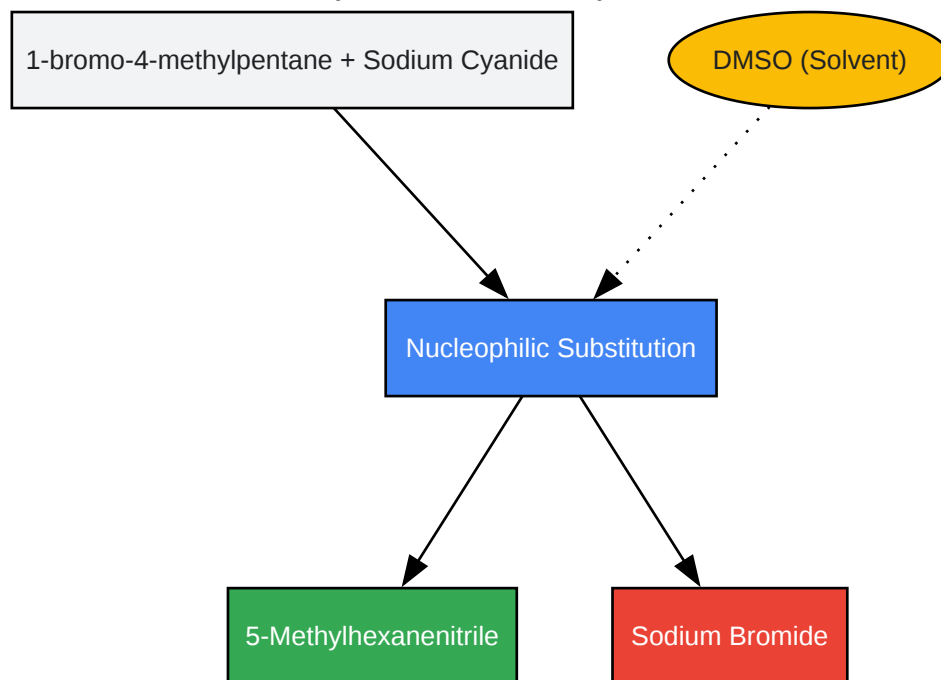 1-bromo-4-methylpentane + Sodium Cyanide
DMSO (Solvent)
Nucleophilic Substitution
5-Methylhexanenitrile
Sodium Bromide